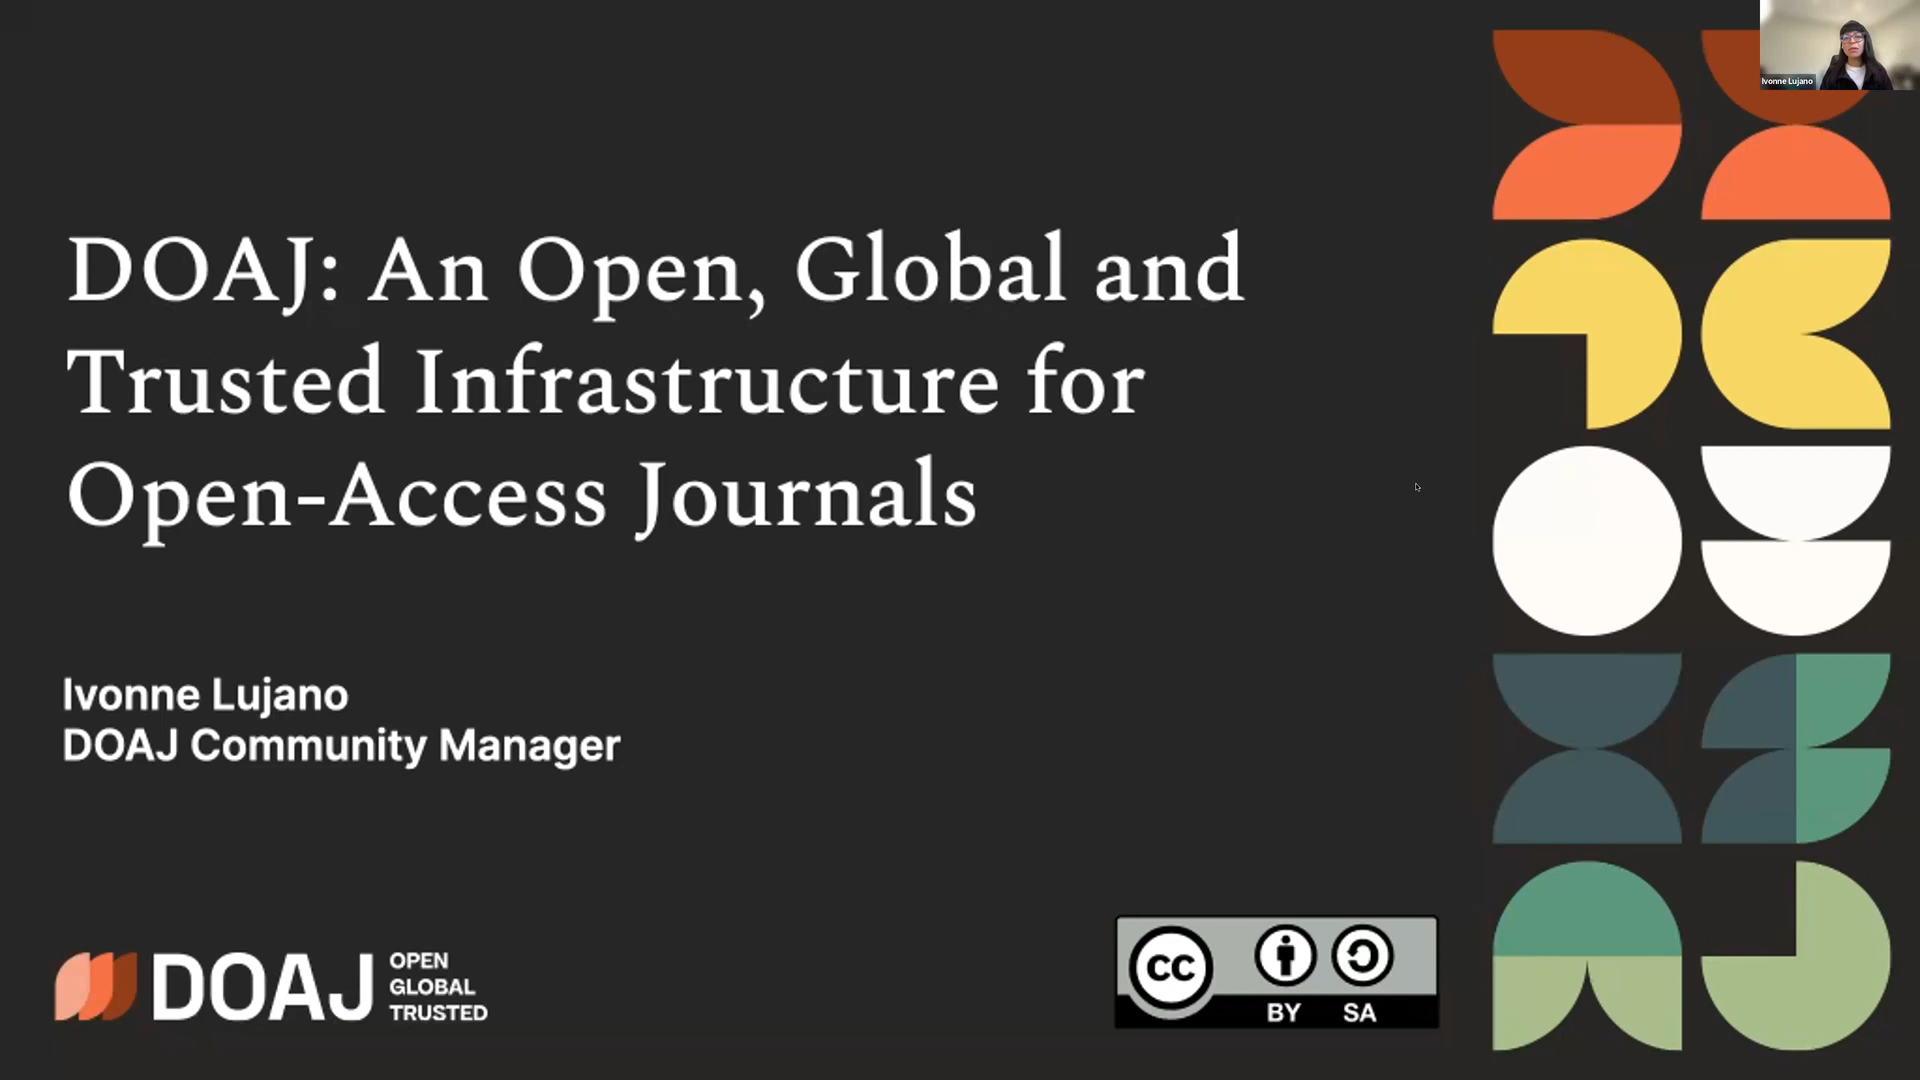 Ivonne Lujano
DOAJ: An Open, Global and
Trusted Infrastructure for
Open-Access Journals
Ivonne Lujano
DOAJ Community Manager
DOAJ
OPEN
GLOBAL
TRUSTED
CC
BY SA